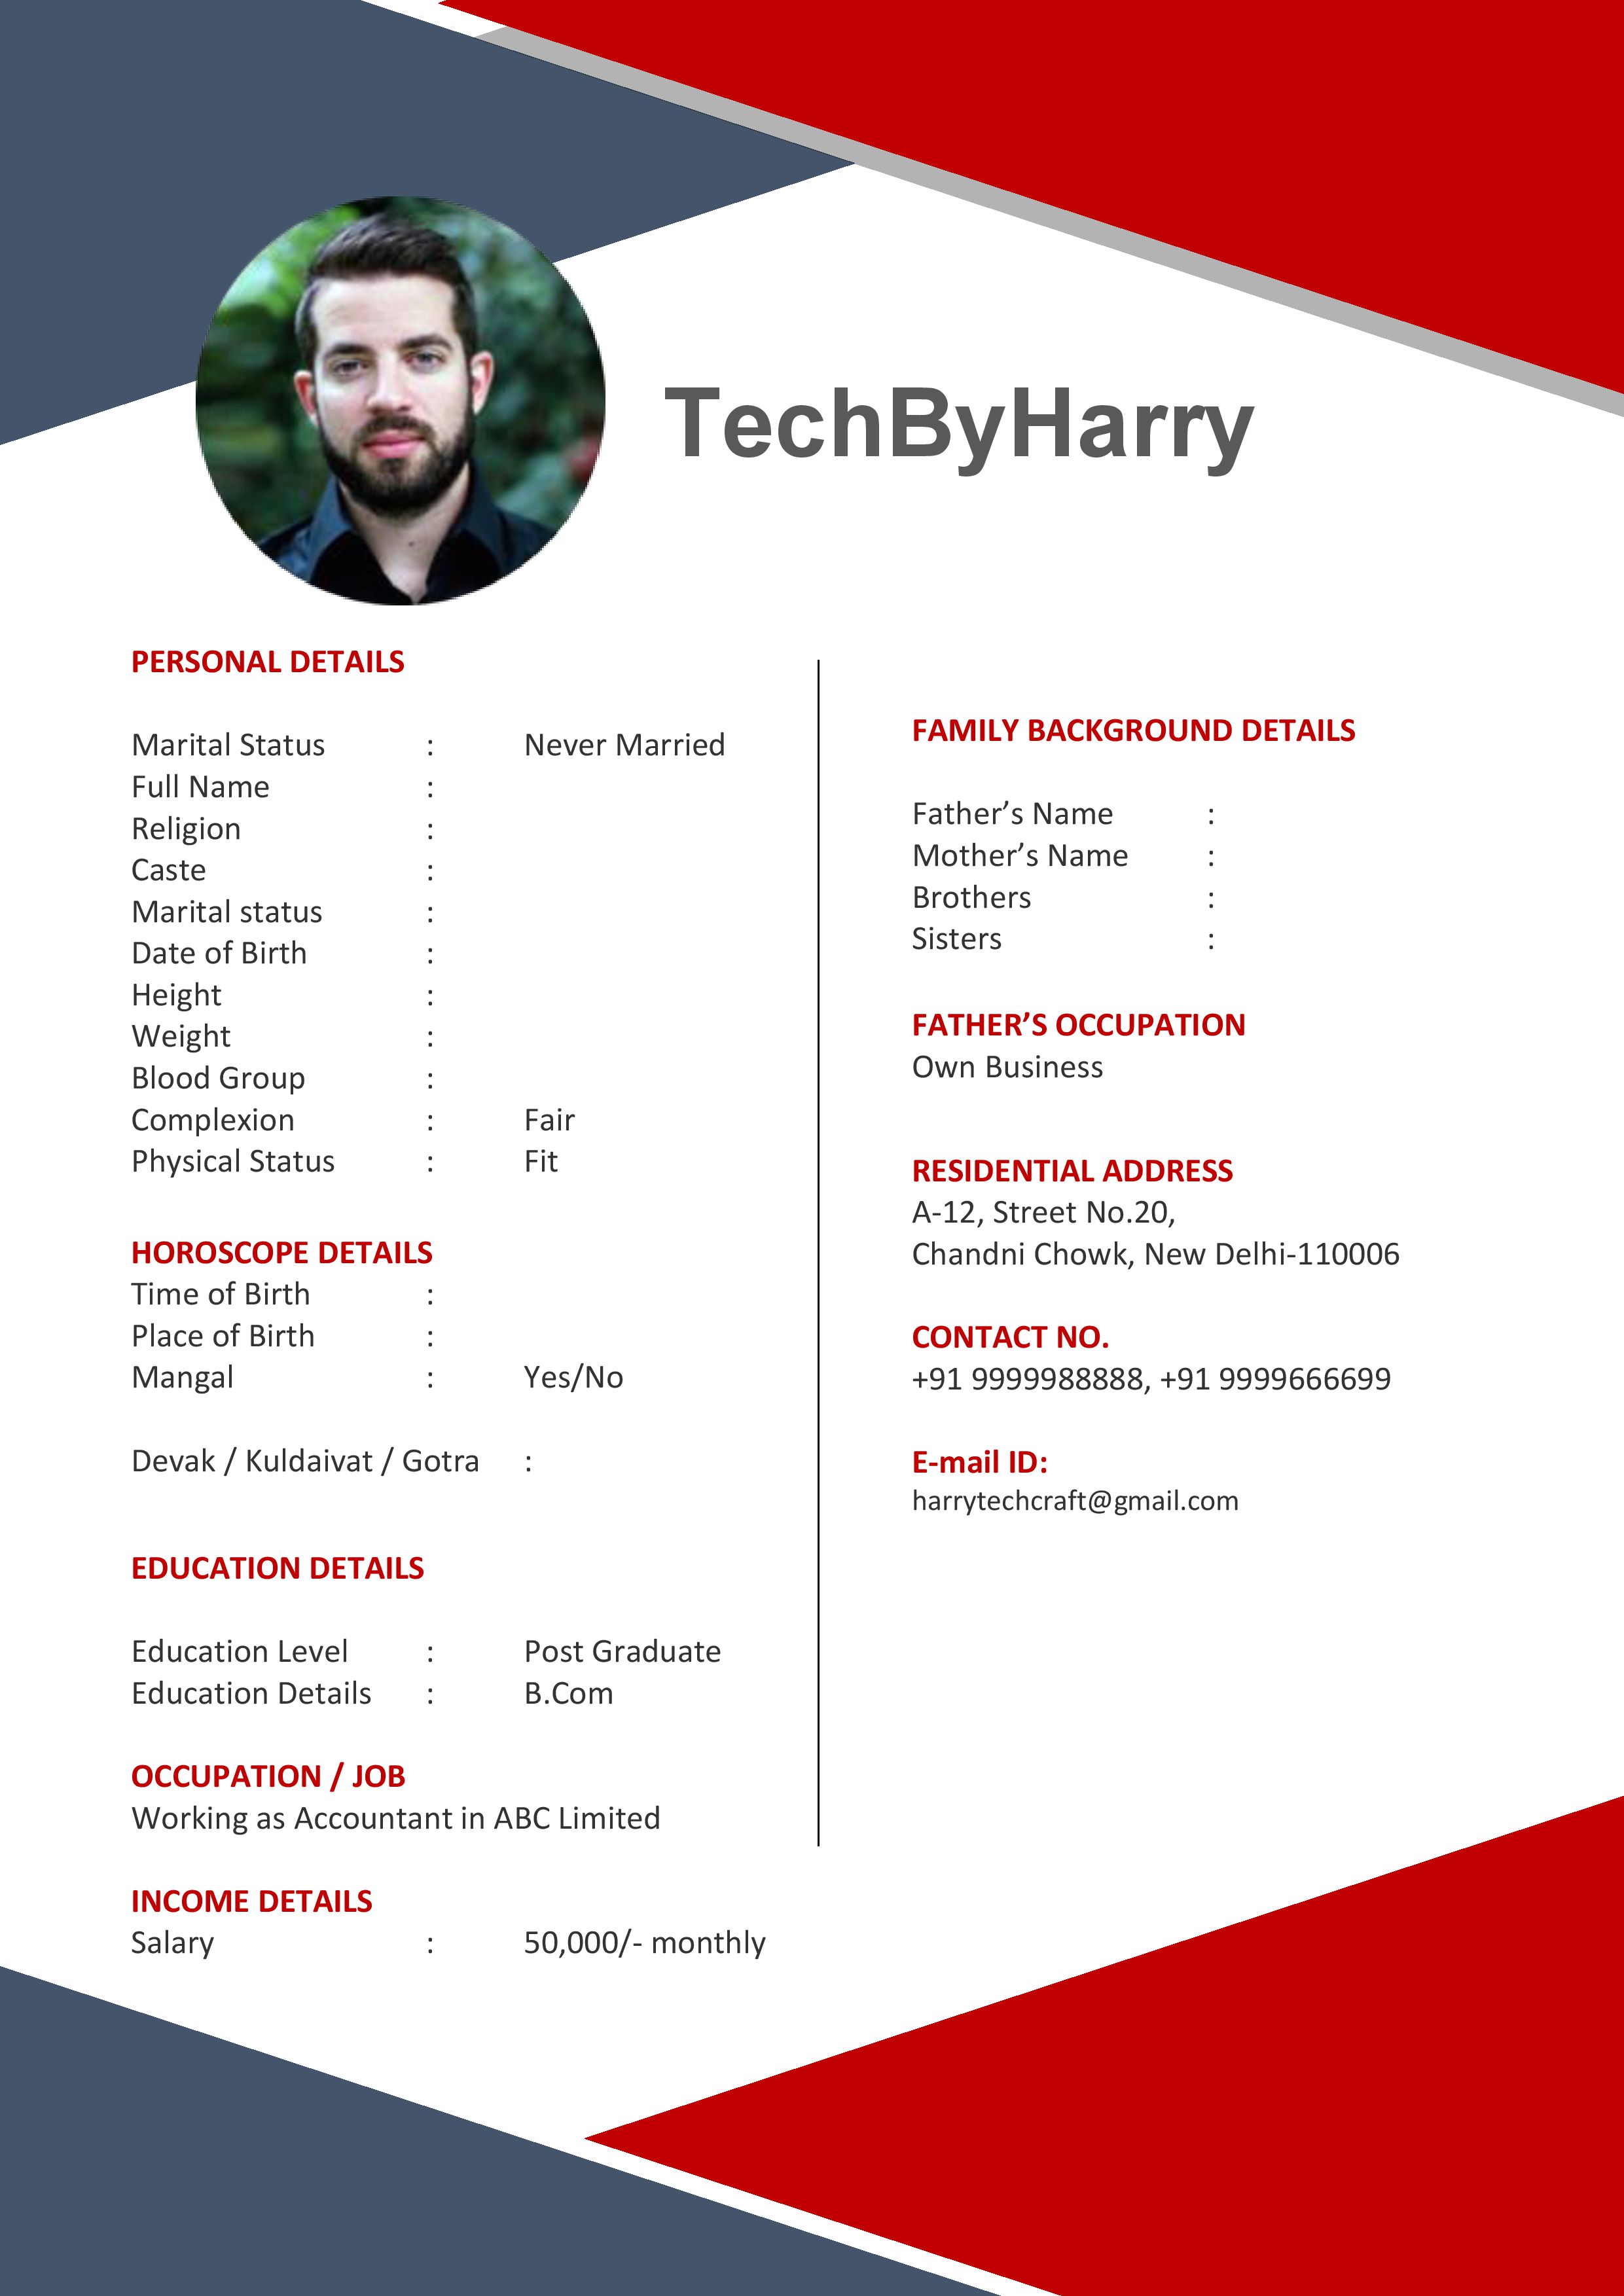 TechByHarry
PERSONAL DETAILS
Marital Status : Never Married
Full Name :
Religion :
Caste :
Marital status :
Date of Birth :
Height :
Weight :
Blood Group :
Complexion : Fair
Physical Status : Fit
HOROSCOPE DETAILS
Time of Birth :
Place of Birth :
Mangal : Yes/No
Devak / Kuldaivat / Gotra :
EDUCATION DETAILS
Education Level : Post Graduate
Education Details : B.Com
OCCUPATION / JOB
Working as Accountant in ABC Limited
INCOME DETAILS
Salary : 50,000/- monthly
FAMILY BACKGROUND DETAILS
Father’s Name :
Mother’s Name :
Brothers :
Sisters :
FATHER’S OCCUPATION
Own Business
RESIDENTIAL ADDRESS
A-12, Street No.20,
Chandni Chowk, New Delhi-110006
CONTACT NO.
+91 9999988888, +91 9999666699
E-mail ID:
harrytechcraft@gmail.com